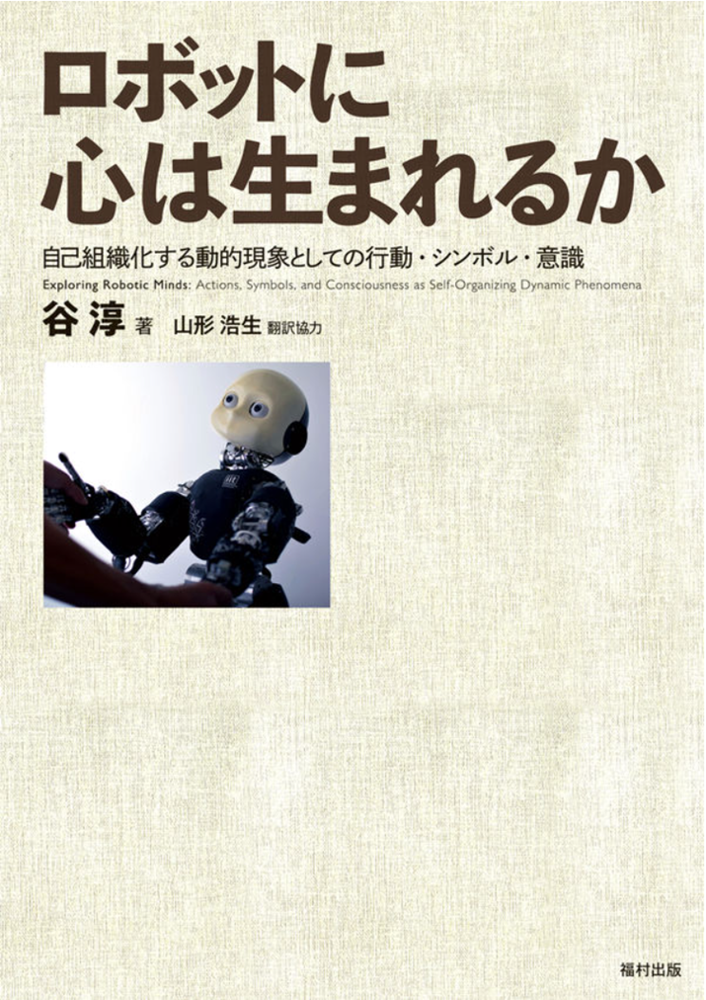 ロボットに
心は生まれるか
自己組織化する動的現象としての行動・シンボル・意識
Exploring Robotic Minds: Actions, Symbols, and Consciousness as Self-Organizing Dynamic Phenomena
谷 淳 著 山形 浩生 翻訳協力
福村出版